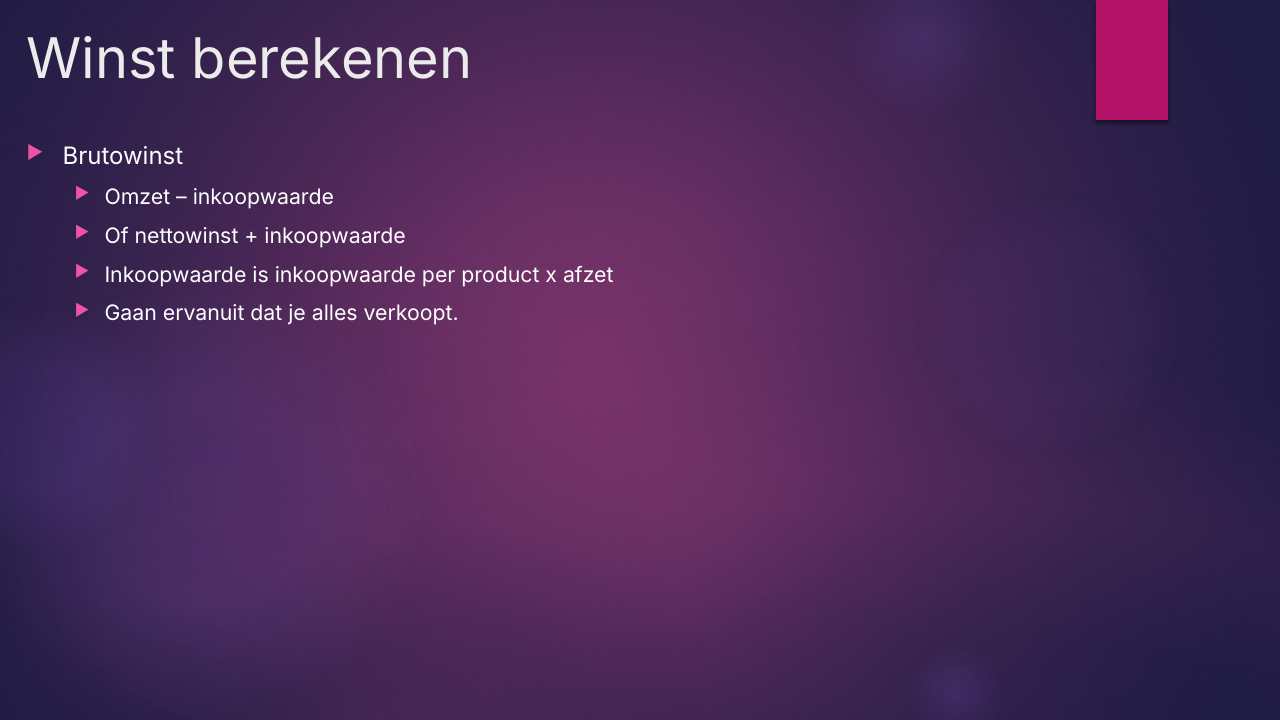 Winst berekenen
Brutowinst
Omzet – inkoopwaarde
Of nettowinst + inkoopwaarde
Inkoopwaarde is inkoopwaarde per product x afzet
Gaan ervanuit dat je alles verkoopt.